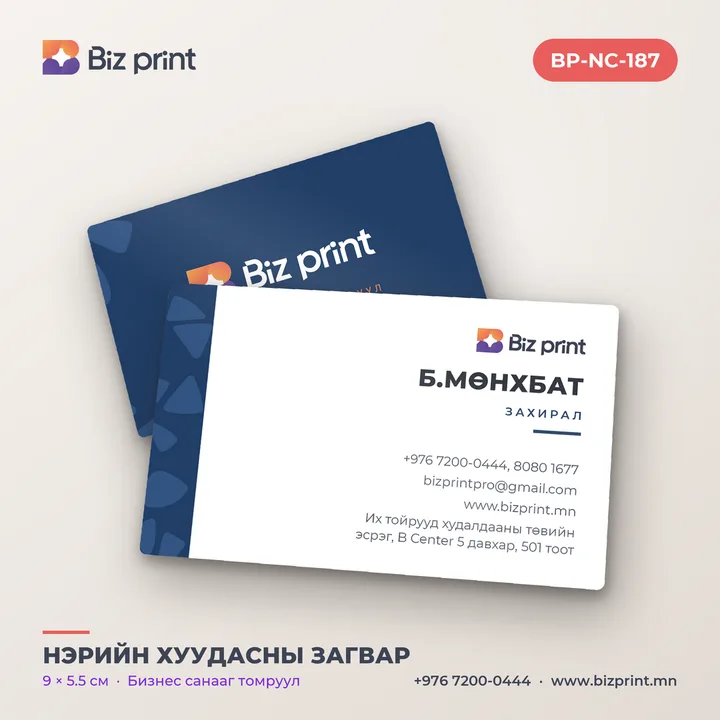 Biz print
BP-NC-187
Biz print
Biz print
Б.МӨНХБАТ
ЗАХИРАЛ
+976 7200-0444, 8080 1677
bizprintpro@gmail.com
www.bizprint.mn
Их тойрууд худалдааны төвийн
эсрэг, B Center 5 давхар, 501 тоот
НЭРИЙН ХУУДАСНЫ ЗАГВАР
9 × 5.5 см · Бизнес санааг томруул
+976 7200-0444 · www.bizprint.mn